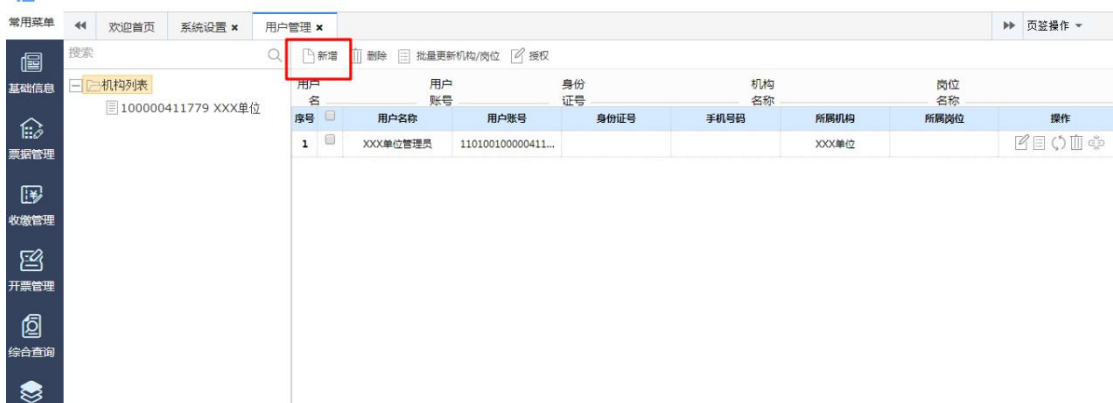 常用菜单
欢迎首页 系统设置 × 用户管理 × 页签操作
搜索
新增 删除 批量更新机构/岗位 授权
基础信息
机构列表
100000411779 XXX单位
用户名 用户账号 身份证号 机构名称 岗位名称
序号 用户名称 用户账号 身份证号 手机号码 所属机构 所属岗位 操作
1 XXX单位管理员 110100100000411... XXX单位
票据管理
收缴管理
开票管理
综合查询